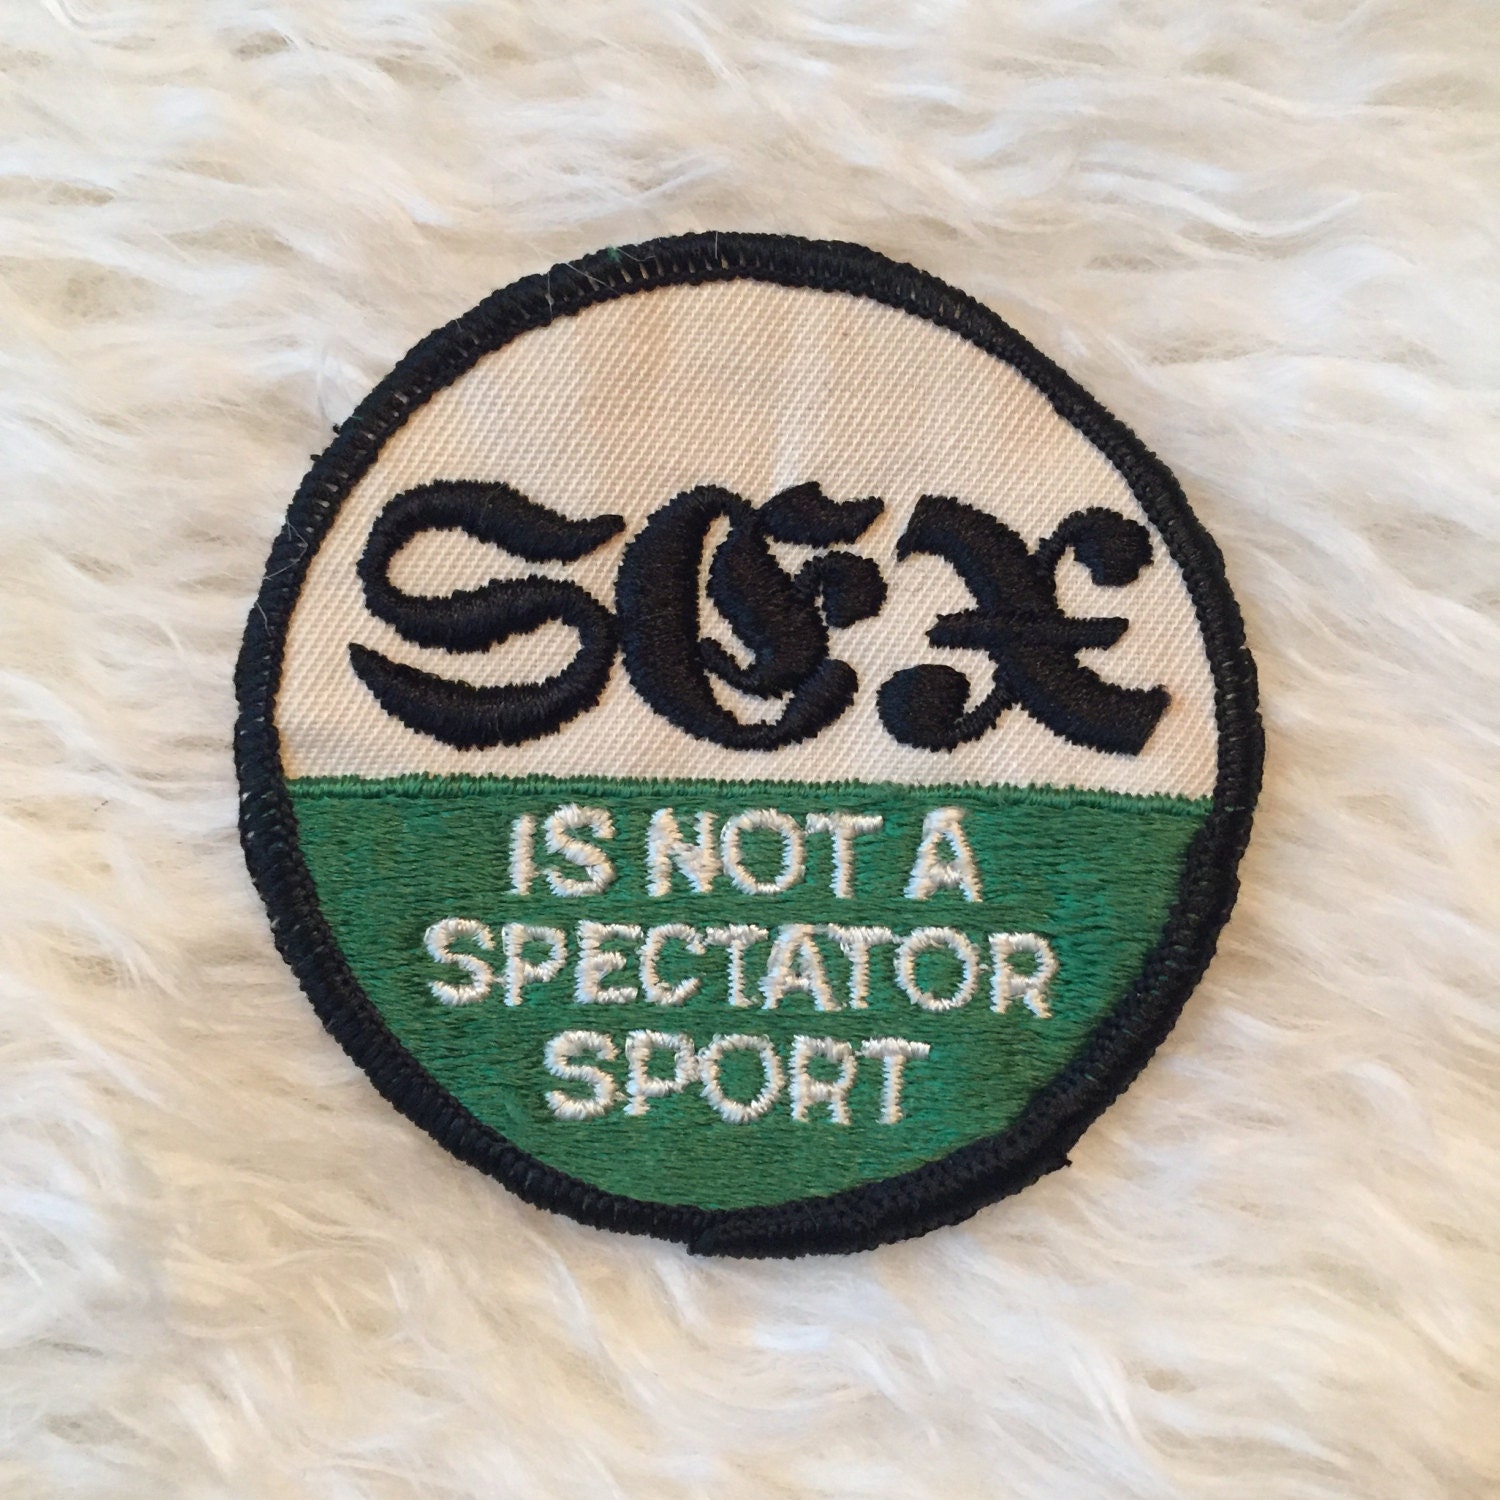 SEX
IS NOT A
SPECTATOR
SPORT